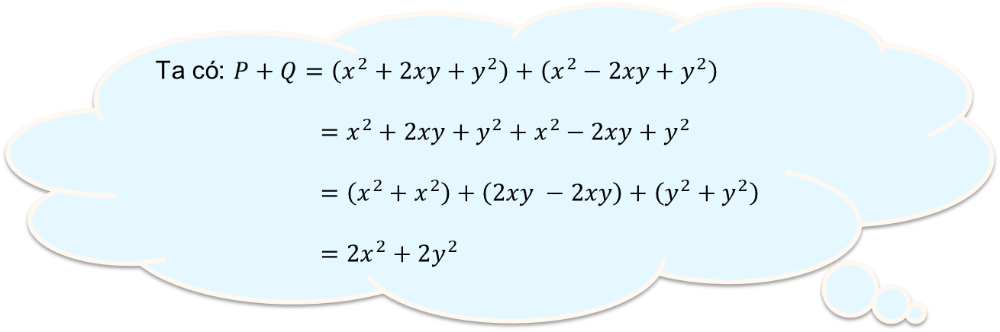 Ta có: 𝑃 + 𝑄 = (𝑥² + 2𝑥𝑦 + 𝑦²) + (𝑥² − 2𝑥𝑦 + 𝑦²)
= 𝑥² + 2𝑥𝑦 + 𝑦² + 𝑥² − 2𝑥𝑦 + 𝑦²
= (𝑥² + 𝑥²) + (2𝑥𝑦 − 2𝑥𝑦) + (𝑦² + 𝑦²)
= 2𝑥² + 2𝑦²